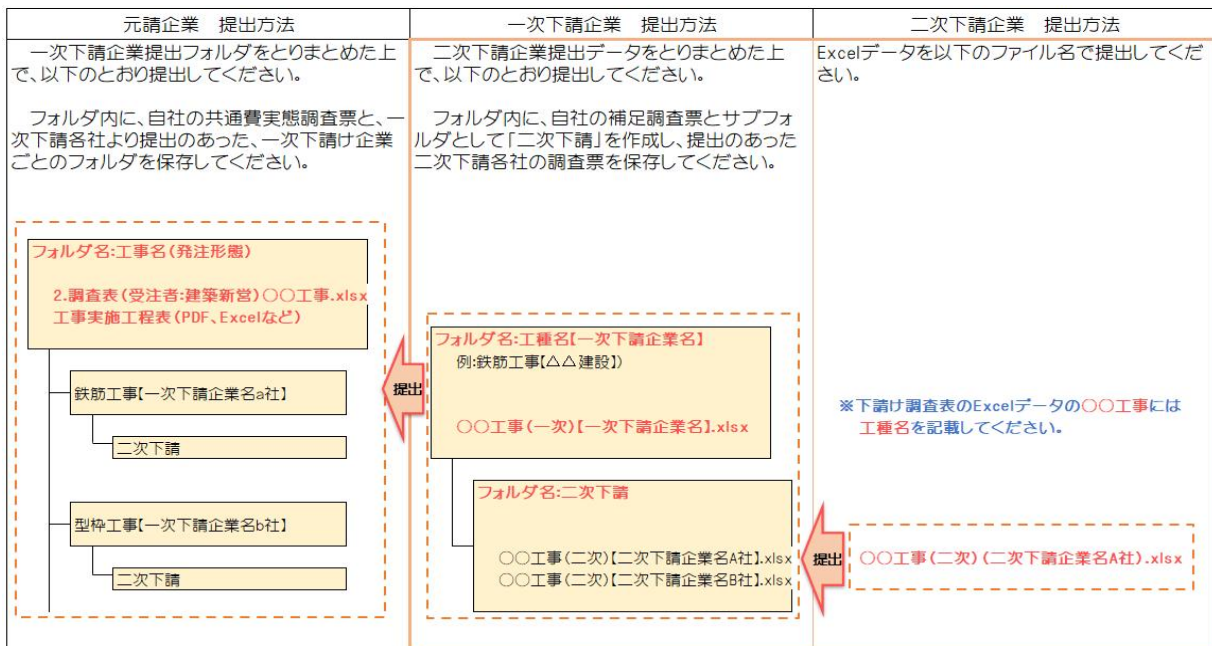 元請企業　提出方法
一次下請企業提出フォルダをとりまとめた上
で、以下のとおり提出してください。
フォルダ内に、自社の共通費実態調査票と、一
次下請各社より提出のあった、一次下請け企業
ごとのフォルダを保存してください。
フォルダ名:工事名(発注形態)
2.調査表(受注者:建築新営)〇〇工事.xlsx
工事実施工程表(PDF、Excelなど)
鉄筋工事【一次下請企業名a社】
二次下請
型枠工事【一次下請企業名b社】
二次下請
一次下請企業　提出方法
二次下請企業提出データをとりまとめた上
で、以下のとおり提出してください。
フォルダ内に、自社の補足調査票とサブフォ
ルダとして「二次下請」を作成し、提出のあった
二次下請各社の調査票を保存してください。
提出
フォルダ名:工種名【一次下請企業名】
例:鉄筋工事【△△建設】)
〇〇工事(一次)【一次下請企業名】.xlsx
フォルダ名:二次下請
〇〇工事(二次)【二次下請企業名A社】.xlsx
〇〇工事(二次)【二次下請企業名B社】.xlsx
二次下請企業　提出方法
Excelデータを以下のファイル名で提出してくだ
さい。
※下請け調査表のExcelデータの〇〇工事には
工種名を記載してください。
提出
〇〇工事(二次)(二次下請企業名A社).xlsx